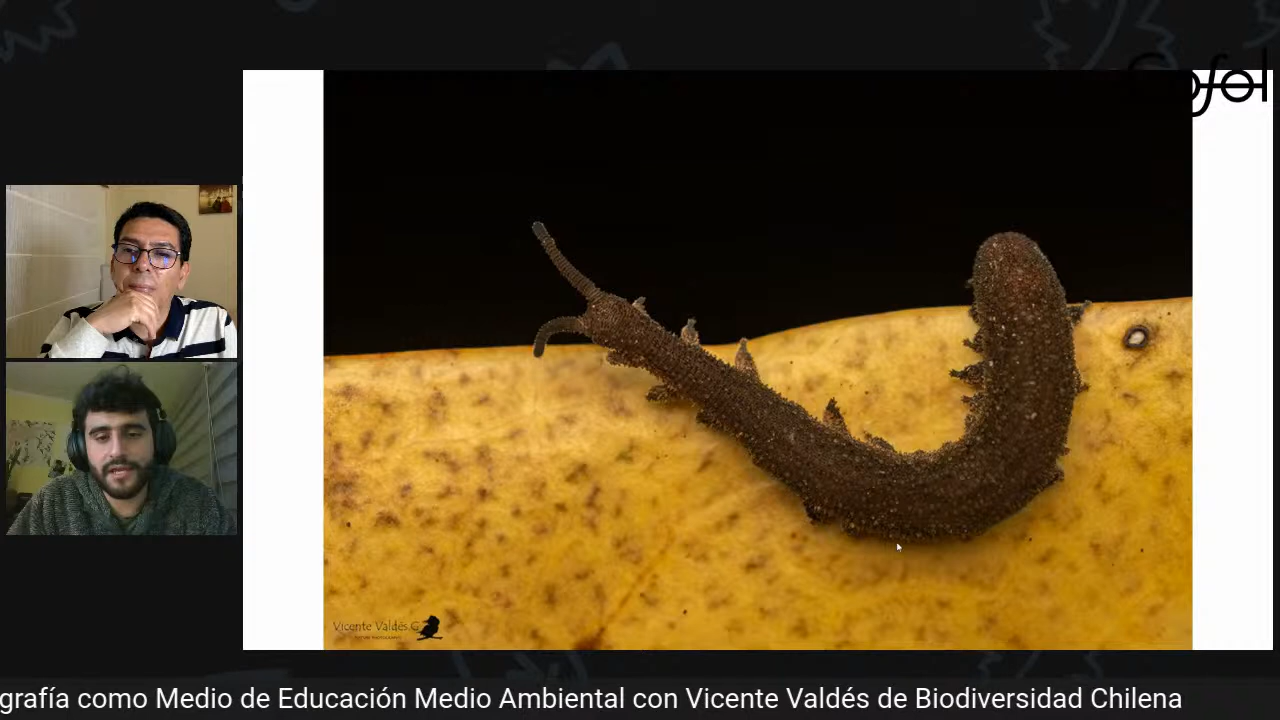 Vicente Valdés.G
grafía como Medio de Educación Medio Ambiental con Vicente Valdés de Biodiversidad Chilena